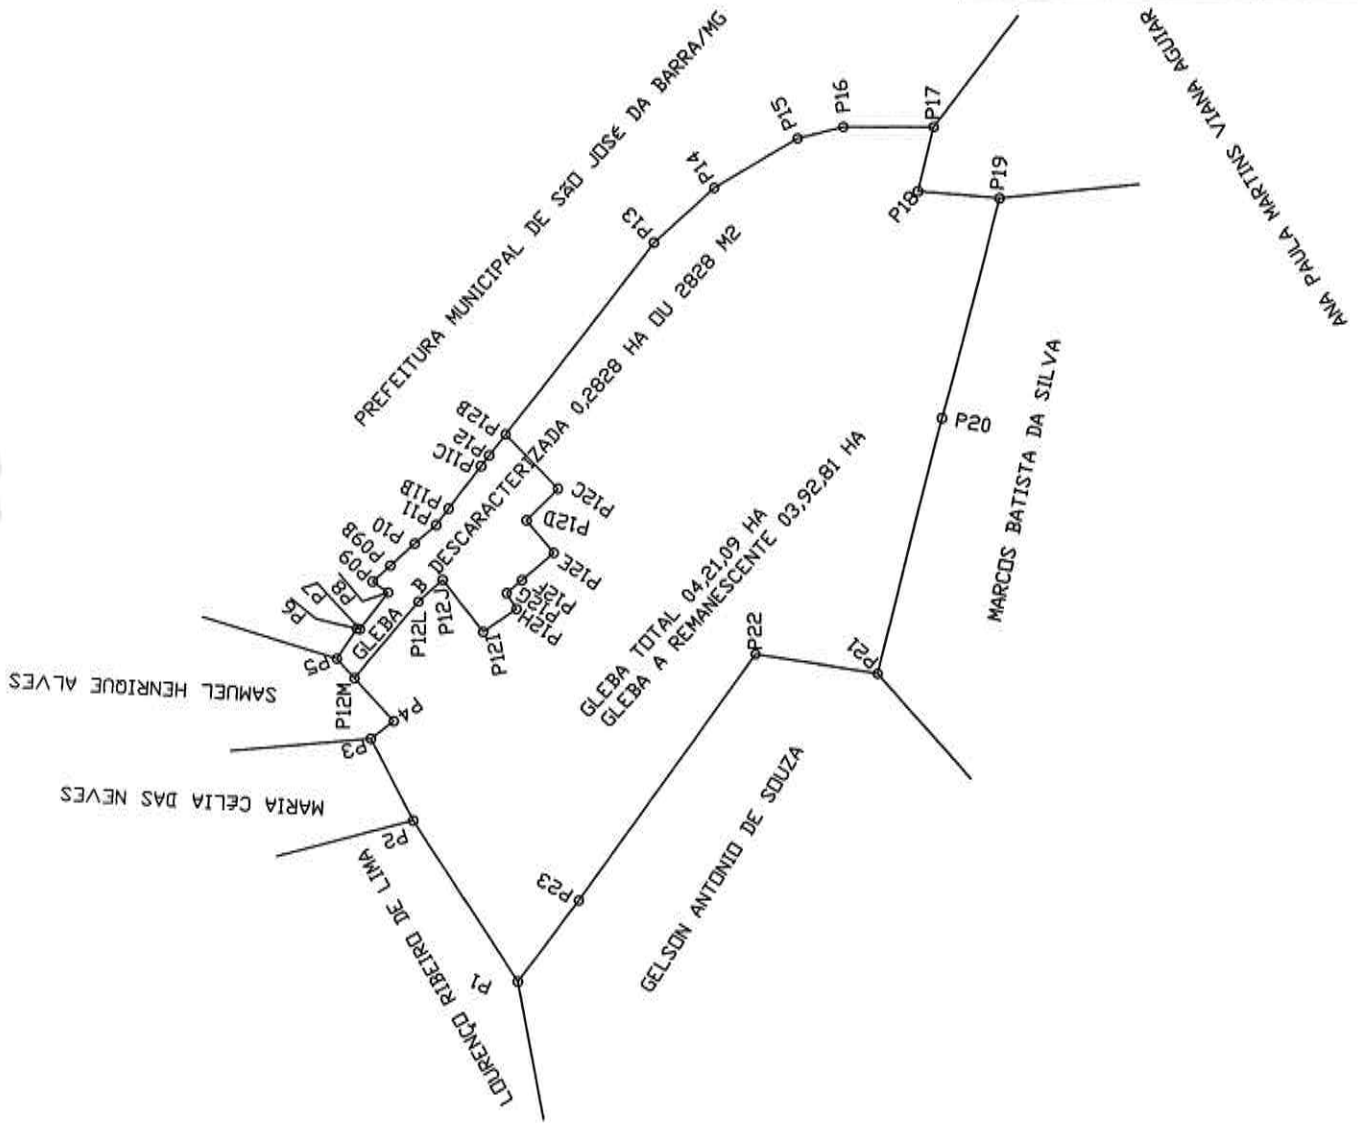 PREFEITURA MUNICIPAL DE SÃO JOSÉ DA BARRA/MG
ANA PAULA MARTINS VIANA AGUIAR
P16
P15
P17
P14
P18
P19
P13
GLEBA B DESCARACTERIZADA 0,2828 HA OU 2828 M2
P12B
P12
P11C
P11B
P11
P10
P09B
P09
P8
P7
P6
P5
P12C
P12D
P12E
P12F
P12G
P12H
P12I
P12J
P12L
P12M
P4
P3
SAMUEL HENRIQUE ALVES
MARIA CÉLIA DAS NEVES
P2
LOURENÇO RIBEIRO DE LIMA
P1
P23
GLEBA TOTAL 04,21,09 HA
GLEBA A REMANESCENTE 03,92,81 HA
P22
P21
P20
MARCOS BATISTA DA SILVA
GELSON ANTONIO DE SOUZA